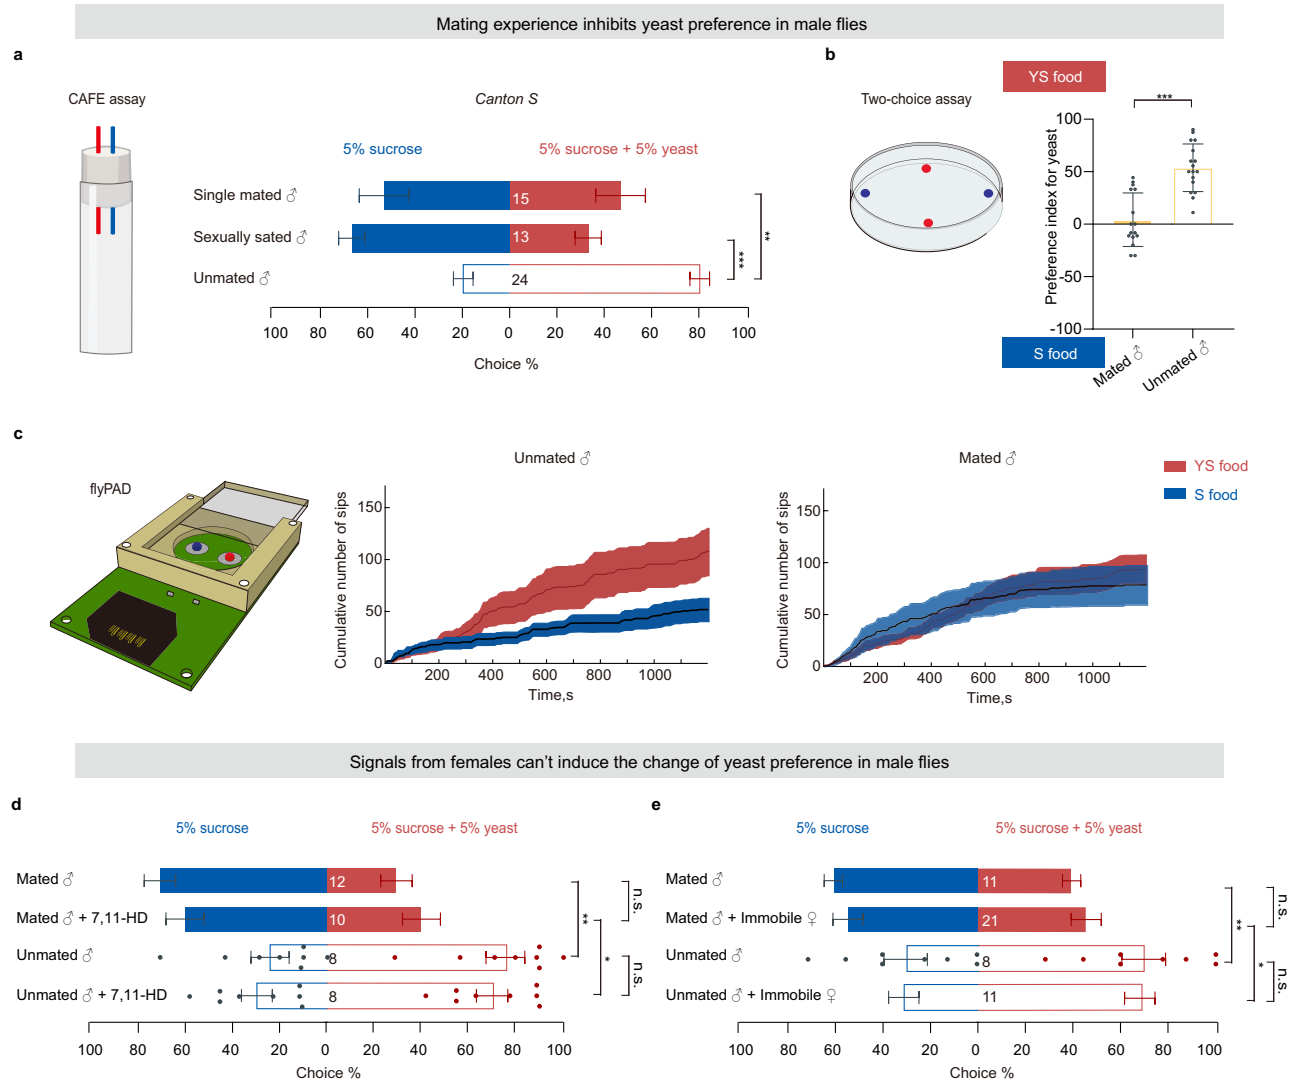 Mating experience inhibits yeast preference in male flies
a
CAFE assay
Canton S
5% sucrose
5% sucrose + 5% yeast
Single mated ♂
15
Sexually sated ♂
13
Unmated ♂
24
**
***
100 80 60 40 20 0 20 40 60 80 100
Choice %
b
Two-choice assay
YS food
S food
***
Preference index for yeast
100
50
0
-50
-100
Mated ♂
Unmated ♂
c
flyPAD
Unmated ♂
Cumulative number of sips
150
100
50
0
200 400 600 800 1000
Time,s
Mated ♂
Cumulative number of sips
150
100
50
0
200 400 600 800 1000
Time,s
YS food
S food
Signals from females can't induce the change of yeast preference in male flies
d
5% sucrose
5% sucrose + 5% yeast
Mated ♂
12
Mated ♂ + 7,11-HD
10
Unmated ♂
8
Unmated ♂ + 7,11-HD
8
**
*
n.s.
n.s.
100 80 60 40 20 0 20 40 60 80 100
Choice %
e
5% sucrose
5% sucrose + 5% yeast
Mated ♂
11
Mated ♂ + Immobile ♀
21
Unmated ♂
8
Unmated ♂ + Immobile ♀
11
**
*
n.s.
n.s.
100 80 60 40 20 0 20 40 60 80 100
Choice %